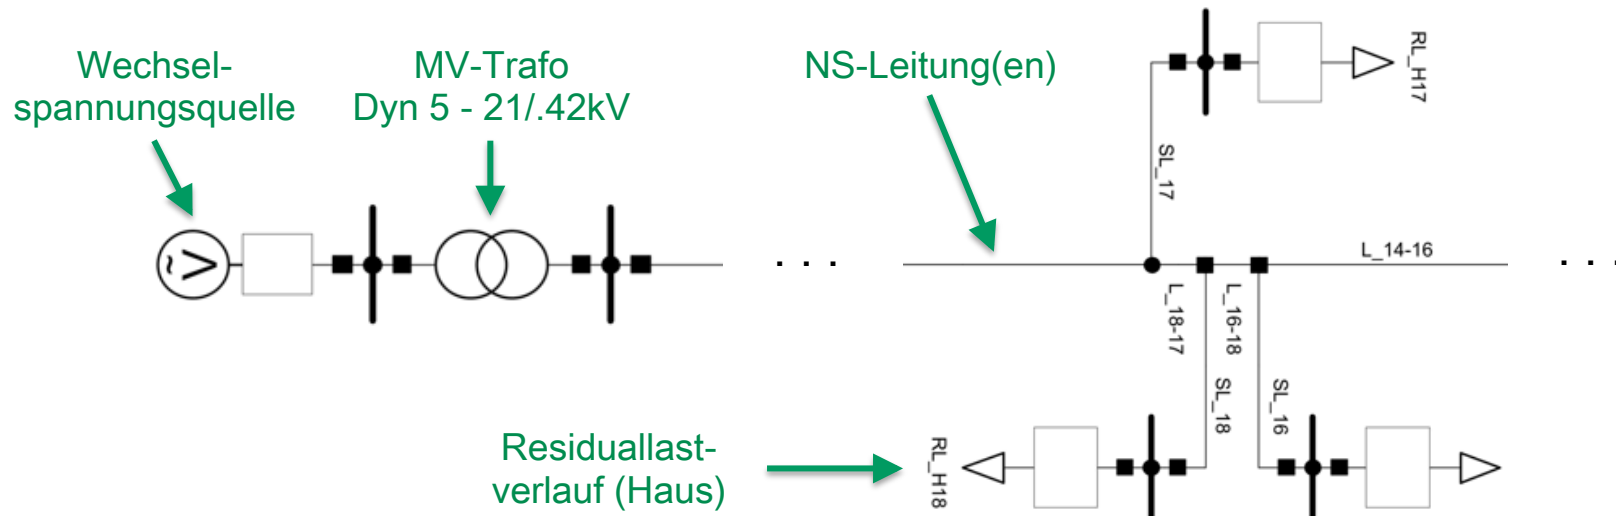 Wechsel-
spannungsquelle
MV-Trafo
Dyn 5 - 21/.42kV
NS-Leitung(en)
RL_H17
SL_17
~V
. . .
L_14-16
. . .
L_18-17
L_16-18
SL_18
SL_16
Residuallast-
verlauf (Haus)
RL_H18